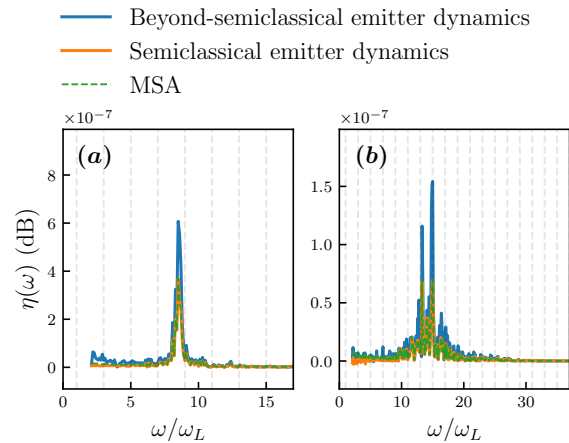 Beyond-semiclassical emitter dynamics
Semiclassical emitter dynamics
MSA
×10⁻⁷
×10⁻⁷
(a)
(b)
η(ω) (dB)
8
6
4
2
0
1.5
1.0
0.5
0.0
0 5 10 15
0 10 20 30
ω/ω_L
ω/ω_L